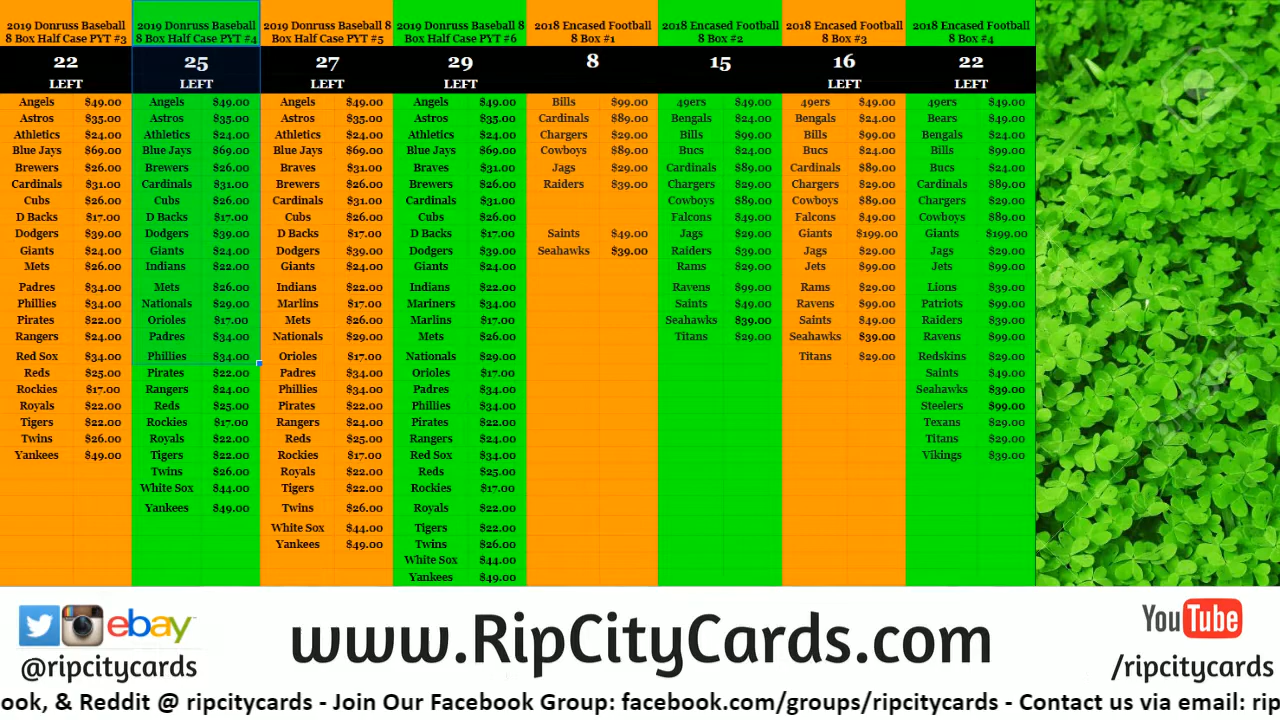 2019 Donruss Baseball 2019 Donruss Baseball 2019 Donruss Baseball 8 2019 Donruss Baseball 8 2018 Encased Football 2018 Encased Football 2018 Encased Football 2018 Encased Football
8 Box Half Case PYT #3 8 Box Half Case PYT #4 Box Half Case PYT #5 Box Half Case PYT #6 8 Box #1 8 Box #2 8 Box #3 8 Box #4
22 25 27 29 8 15 16 22
LEFT LEFT LEFT LEFT LEFT LEFT
Angels $49.00 Angels $49.00 Angels $49.00 Angels $49.00 Bills $99.00 49ers $49.00 49ers $49.00 49ers $49.00
Astros $35.00 Astros $35.00 Astros $35.00 Astros $35.00 Cardinals $89.00 Bengals $24.00 Bengals $24.00 Bears $49.00
Athletics $24.00 Athletics $24.00 Athletics $24.00 Athletics $24.00 Chargers $29.00 Bills $99.00 Bills $99.00 Bengals $24.00
Blue Jays $69.00 Blue Jays $69.00 Blue Jays $69.00 Blue Jays $69.00 Cowboys $89.00 Bucs $24.00 Bucs $24.00 Bills $99.00
Brewers $26.00 Brewers $26.00 Braves $31.00 Braves $31.00 Jags $29.00 Cardinals $89.00 Cardinals $89.00 Bucs $24.00
Cardinals $31.00 Cardinals $31.00 Brewers $26.00 Brewers $26.00 Raiders $39.00 Chargers $29.00 Chargers $29.00 Cardinals $89.00
Cubs $26.00 Cubs $26.00 Cardinals $31.00 Cardinals $31.00 Cowboys $89.00 Cowboys $89.00 Chargers $29.00
D Backs $17.00 D Backs $17.00 Cubs $26.00 Cubs $26.00 Falcons $49.00 Falcons $49.00 Cowboys $89.00
Dodgers $39.00 Dodgers $39.00 D Backs $17.00 D Backs $17.00 Saints $49.00 Jags $29.00 Giants $199.00 Giants $199.00
Giants $24.00 Giants $24.00 Dodgers $39.00 Dodgers $39.00 Seahawks $39.00 Raiders $39.00 Jags $29.00 Jags $29.00
Mets $26.00 Indians $22.00 Giants $24.00 Giants $24.00 Rams $29.00 Jets $99.00 Jets $99.00
Padres $34.00 Mets $26.00 Indians $22.00 Indians $22.00 Ravens $99.00 Rams $29.00 Lions $39.00
Phillies $34.00 Nationals $29.00 Marlins $17.00 Mariners $34.00 Saints $49.00 Ravens $99.00 Patriots $99.00
Pirates $22.00 Orioles $17.00 Mets $26.00 Marlins $17.00 Seahawks $39.00 Saints $49.00 Raiders $39.00
Rangers $24.00 Padres $34.00 Nationals $29.00 Mets $26.00 Titans $29.00 Seahawks $39.00 Ravens $99.00
Red Sox $34.00 Phillies $34.00 Orioles $17.00 Nationals $29.00 Titans $29.00 Redskins $29.00
Reds $25.00 Pirates $22.00 Padres $34.00 Orioles $17.00 Saints $49.00
Rockies $17.00 Rangers $24.00 Phillies $34.00 Padres $34.00 Seahawks $39.00
Royals $22.00 Reds $25.00 Pirates $22.00 Phillies $34.00 Steelers $99.00
Tigers $22.00 Rockies $17.00 Rangers $24.00 Pirates $22.00 Texans $29.00
Twins $26.00 Royals $22.00 Reds $25.00 Rangers $24.00 Titans $29.00
Yankees $49.00 Tigers $22.00 Rockies $17.00 Red Sox $34.00 Vikings $39.00
Twins $26.00 Royals $22.00 Reds $25.00
White Sox $44.00 Tigers $22.00 Rockies $17.00
Yankees $49.00 Twins $26.00 Royals $22.00
White Sox $44.00 Tigers $22.00
Yankees $49.00 Twins $26.00
White Sox $44.00
Yankees $49.00
ebay www.RipCityCards.com YouTube
@ripcitycards /ripcitycards
ook, & Reddit @ ripcitycards - Join Our Facebook Group: facebook.com/groups/ripcitycards - Contact us via email: rip